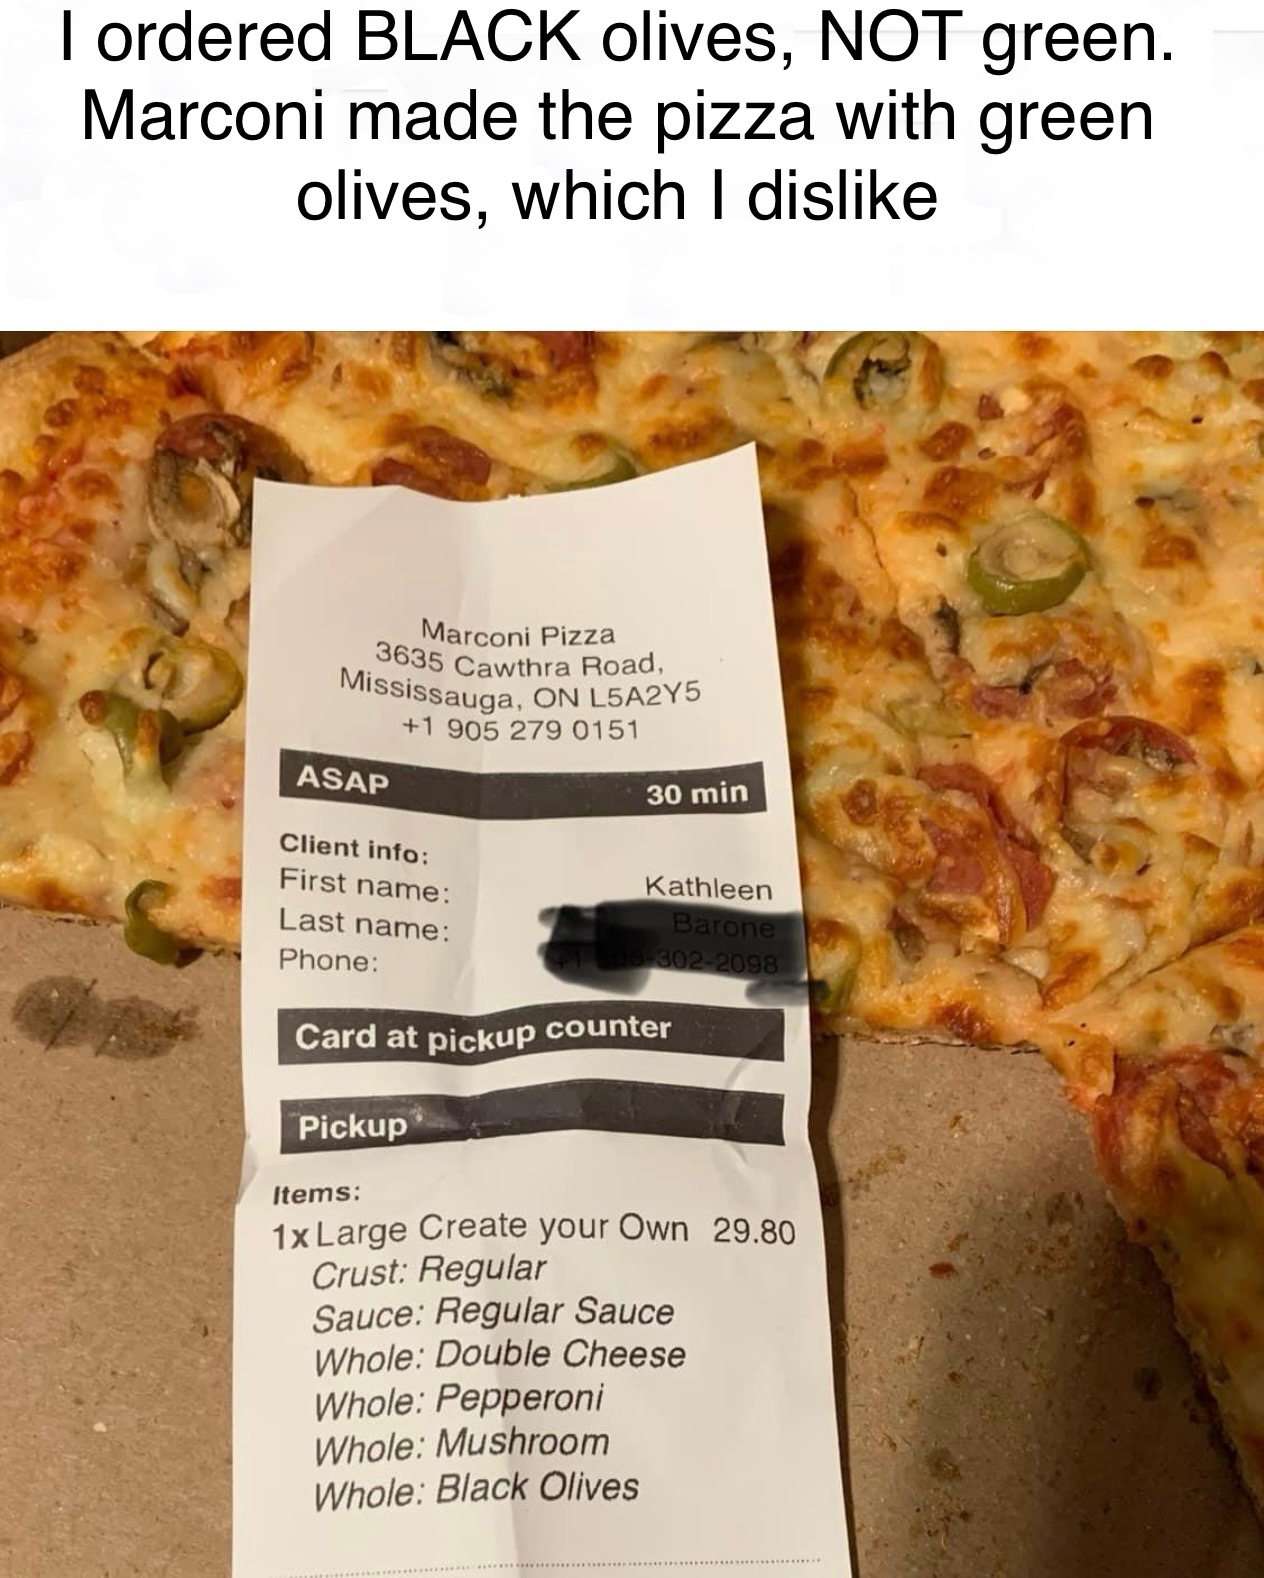 I ordered BLACK olives, NOT green.
Marconi made the pizza with green
olives, which I dislike
Marconi Pizza
3635 Cawthra Road,
Mississauga, ON L5A2Y5
+1 905 279 0151
ASAP 30 min
Client info:
First name: Kathleen
Last name:
Phone:
Card at pickup counter
Pickup
Items:
1x Large Create your Own 29.80
Crust: Regular
Sauce: Regular Sauce
Whole: Double Cheese
Whole: Pepperoni
Whole: Mushroom
Whole: Black Olives